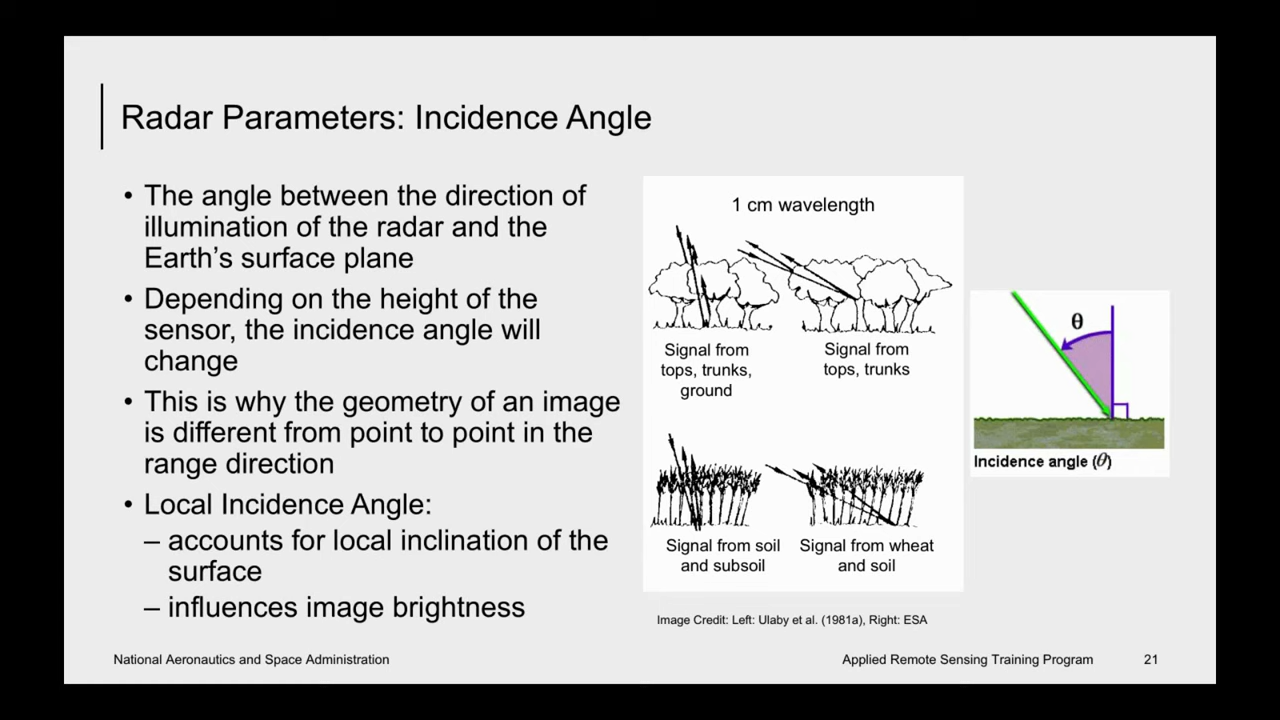 Radar Parameters: Incidence Angle
• The angle between the direction of
illumination of the radar and the
Earth's surface plane
• Depending on the height of the
sensor, the incidence angle will
change
• This is why the geometry of an image
is different from point to point in the
range direction
• Local Incidence Angle:
– accounts for local inclination of the
surface
– influences image brightness
1 cm wavelength
Signal from
tops, trunks,
ground
Signal from
tops, trunks
Signal from soil
and subsoil
Signal from wheat
and soil
θ
Incidence angle (θ)
Image Credit: Left: Ulaby et al. (1981a), Right: ESA
National Aeronautics and Space Administration
Applied Remote Sensing Training Program
21